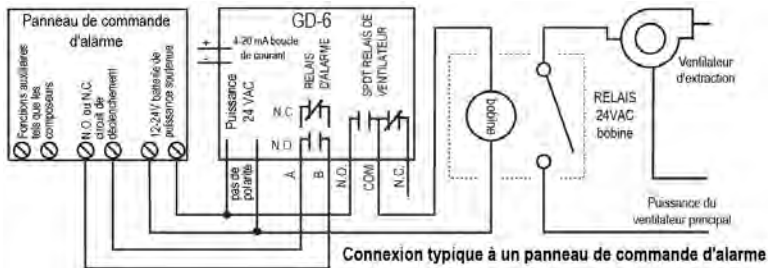 Panneau de commande
d'alarme
Fonctions auxiliaires
tels que les
composeurs
N.O. ou N.C.
circuit de
déclenchement
12-24V batterie de
puissance soutenue
GD-6
+
-
4-20 mA boucle
de courant
Puissance
24 VAC
RELAIS
D'ALARME
N.C.
N.O.
SPDT RELAIS DE
VENTILATEUR
pas de
polarité
A
B
N.O.
COM
N.C.
bobine
RELAIS
24VAC
bobine
Ventilateur
d'extraction
Puissance du
ventilateur principal
Connexion typique à un panneau de commande d'alarme